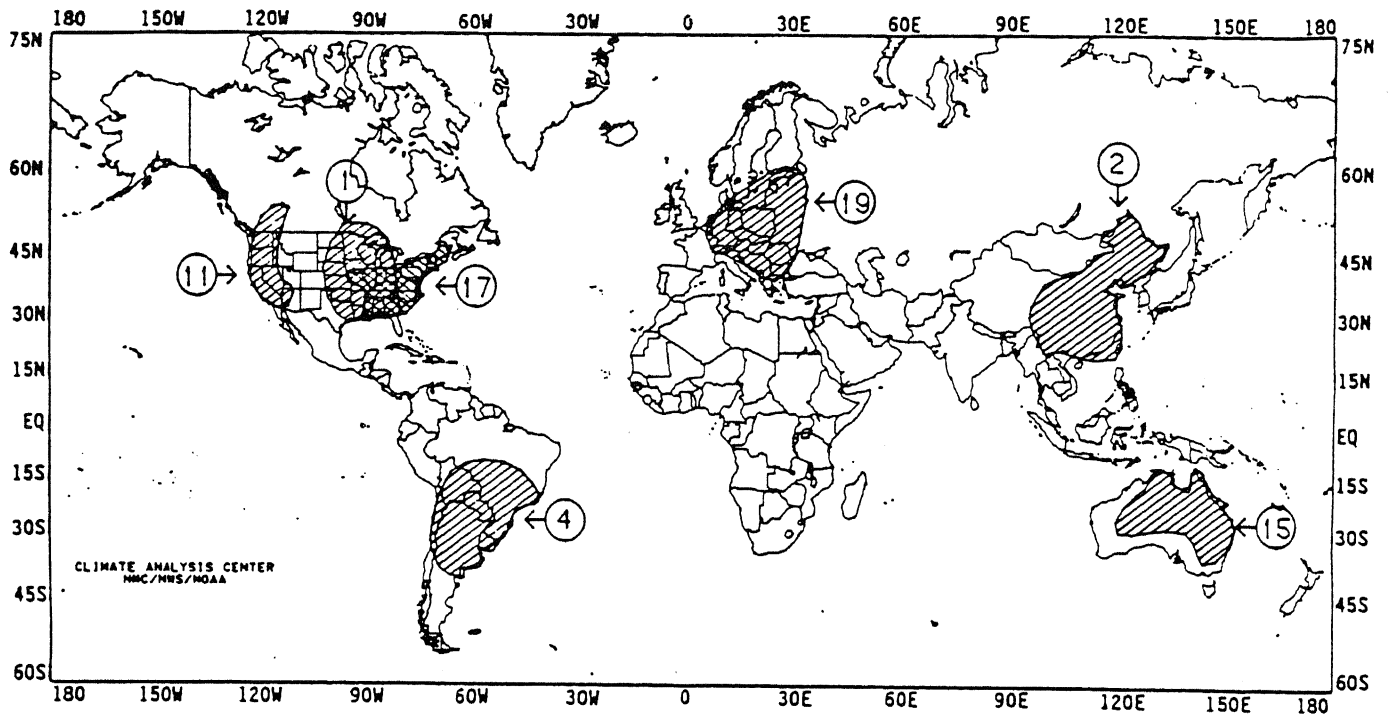 180 150W 120W 90W 60W 30W 0 30E 60E 90E 120E 150E 180
75N 75N
60N 60N
2
1
19
45N 45N
11
17
30N 30N
15N 15N
EQ EQ
15S 15S
4
15
30S 30S
CLIMATE ANALYSIS CENTER
NMC/NWS/NOAA
45S 45S
60S 60S
180 150W 120W 90W 60W 30W 0 30E 60E 90E 120E 150E 180